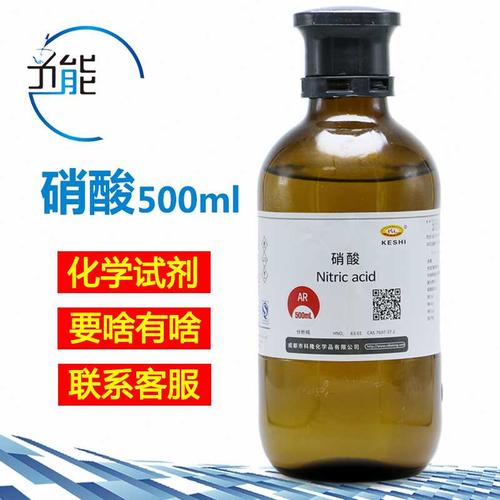 予能
硝酸500ml
化学试剂
要啥有啥
联系客服
KESHI
硝酸
Nitric acid
AR
500mL
分析纯 HNO₃ 63.01 CAS 7697-37-2
成都市科隆化学品有限公司